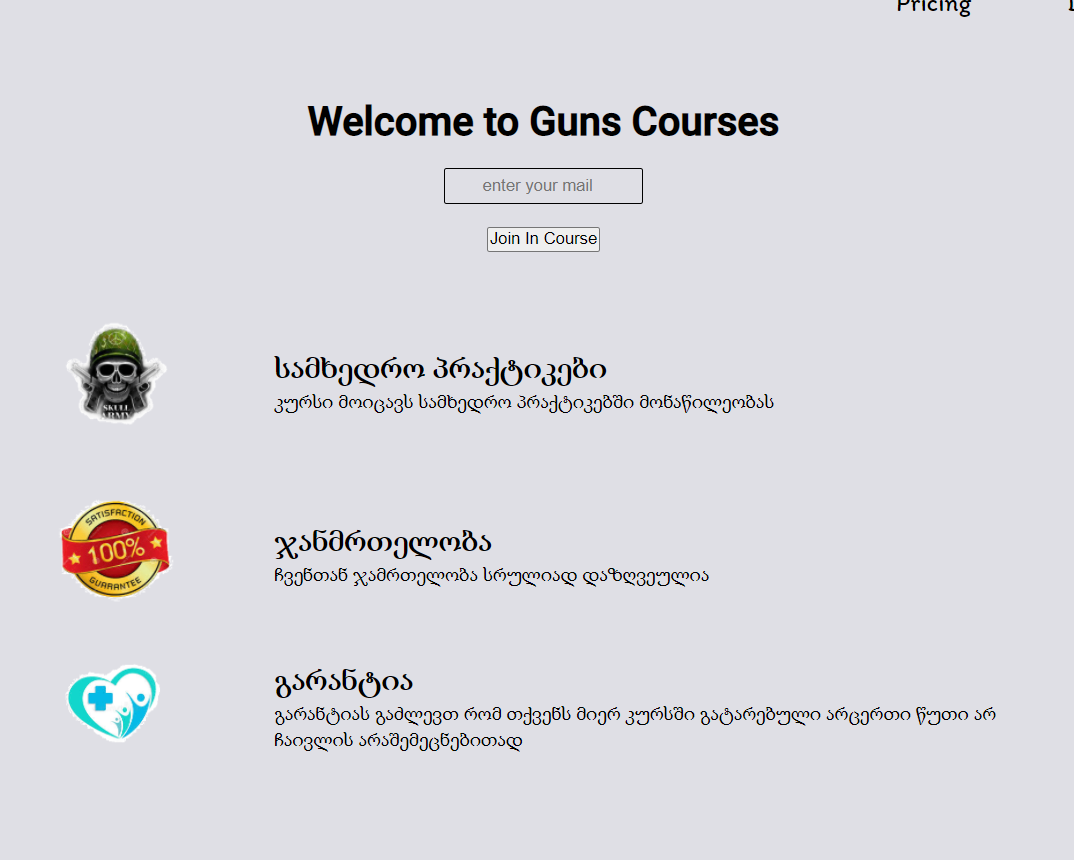 Pricing
Welcome to Guns Courses
enter your mail
Join In Course
SKULL
ARMY
სამხედრო პრაქტიკები
კურსი მოიცავს სამხედრო პრაქტიკებში მონაწილეობას
SATISFACTION
100%
GUARANTEE
ჯანმრთელობა
ჩვენთან ჯამრთელობა სრულიად დაზღვეულია
გარანტია
გარანტიას გაძლევთ რომ თქვენს მიერ კურსში გატარებული არცერთი წუთი არ
ჩაივლის არაშემეცნებითად